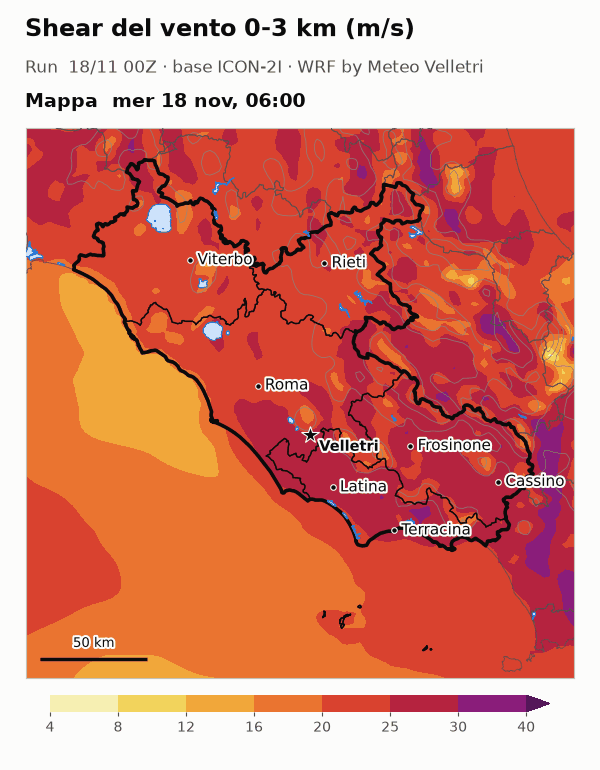 Shear del vento 0-3 km (m/s)
Run  18/11 00Z · base ICON-2I · WRF by Meteo Velletri
Mappa  mer 18 nov, 06:00
Viterbo
Rieti
Roma
Velletri
Frosinone
Latina
Cassino
Terracina
50 km
4 8 12 16 20 25 30 40